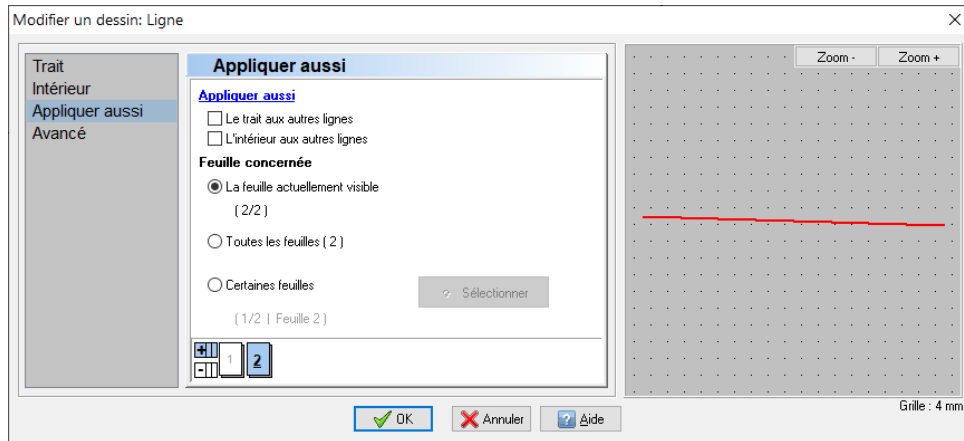 Modifier un dessin: Ligne
Trait
Intérieur
Appliquer aussi
Avancé
Appliquer aussi
Appliquer aussi
Le trait aux autres lignes
L'intérieur aux autres lignes
Feuille concernée
La feuille actuellement visible
( 2/2 )
Toutes les feuilles ( 2 )
Certaines feuilles
Sélectionner
( 1/2 | Feuille 2 )
1
2
Zoom -
Zoom +
Grille : 4 mm
OK
Annuler
Aide